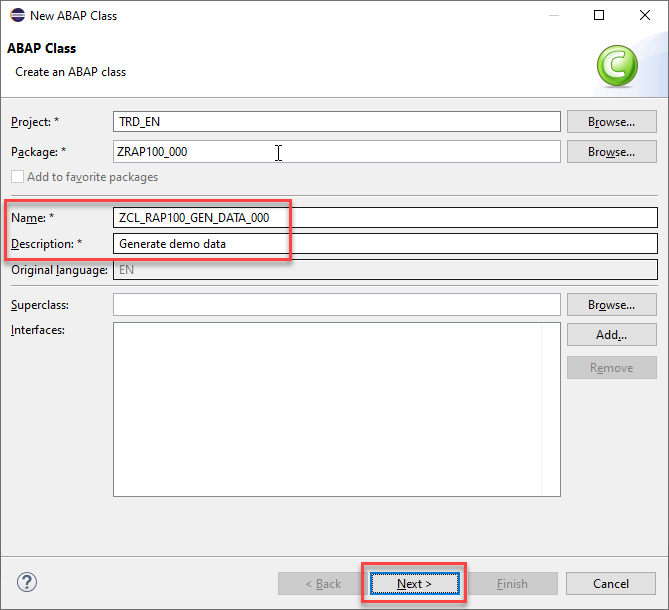 New ABAP Class
ABAP Class
Create an ABAP class
C
Project: * TRD_EN Browse...
Package: * ZRAP100_000 Browse...
Add to favorite packages
Name: * ZCL_RAP100_GEN_DATA_000
Description: * Generate demo data
Original language: EN
Superclass: Browse...
Interfaces: Add...
Remove
? < Back Next > Finish Cancel